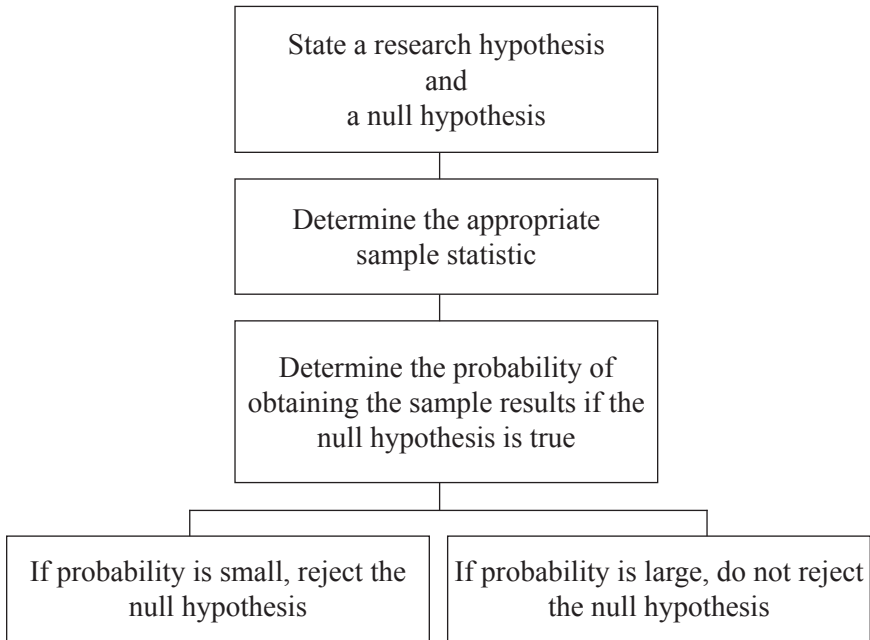 State a research hypothesis
and
a null hypothesis
Determine the appropriate
sample statistic
Determine the probability of
obtaining the sample results if the
null hypothesis is true
If probability is small, reject the
null hypothesis
If probability is large, do not reject
the null hypothesis